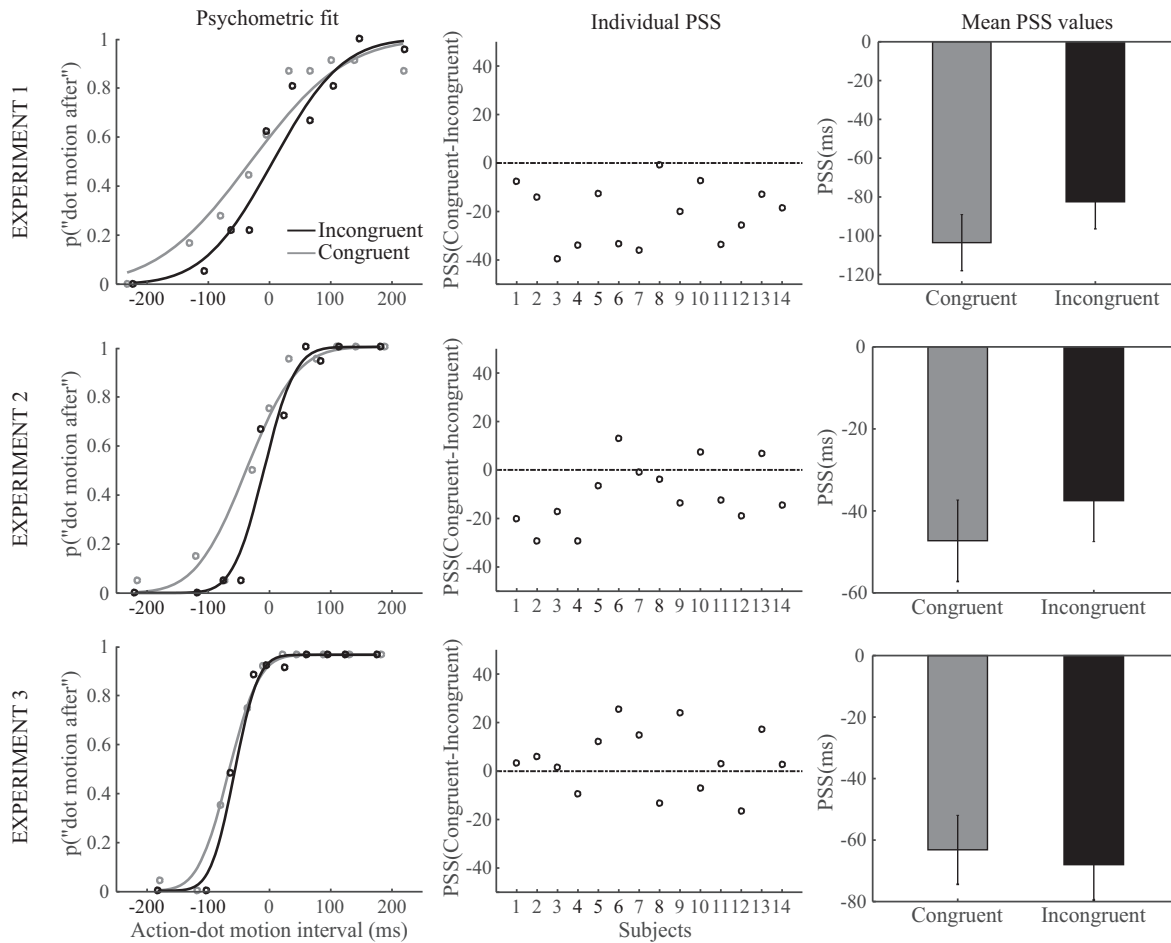 Psychometric fit
Individual PSS
Mean PSS values
EXPERIMENT 1
p("dot motion after")
1
0.8
0.6
0.4
0.2
0
-200 -100 0 100 200
Incongruent
Congruent
PSS(Congruent-Incongruent)
40
20
0
-20
-40
1 2 3 4 5 6 7 8 9 10 11 12 13 14
PSS(ms)
0
-20
-40
-60
-80
-100
-120
Congruent Incongruent
EXPERIMENT 2
p("dot motion after")
1
0.8
0.6
0.4
0.2
0
-200 -100 0 100 200
PSS(Congruent-Incongruent)
40
20
0
-20
-40
1 2 3 4 5 6 7 8 9 10 11 12 13 14
PSS(ms)
0
-20
-40
-60
Congruent Incongruent
EXPERIMENT 3
p("dot motion after")
1
0.8
0.6
0.4
0.2
0
-200 -100 0 100 200
Action-dot motion interval (ms)
PSS(Congruent-Incongruent)
40
20
0
-20
-40
1 2 3 4 5 6 7 8 9 10 11 12 13 14
Subjects
PSS(ms)
0
-20
-40
-60
-80
Congruent Incongruent